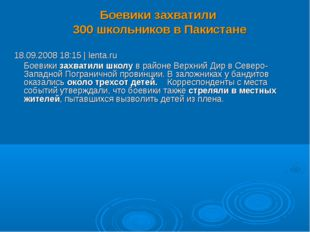 Боевики захватили
300 школьников в Пакистане
18.09.2008 18:15 | lenta.ru
Боевики захватили школу в районе Верхний Дир в Северо-
Западной Пограничной провинции. В заложниках у бандитов
оказались около трехсот детей. Корреспонденты с места
событий утверждали, что боевики также стреляли в местных
жителей, пытавшихся вызволить детей из плена.